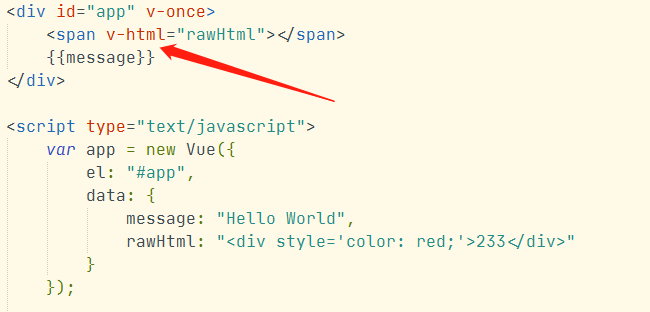 <div id="app" v-once>
    <span v-html="rawHtml"></span>
    {{message}}
</div>
<script type="text/javascript">
    var app = new Vue({
        el: "#app",
        data: {
            message: "Hello World",
            rawHtml: "<div style='color: red;'>233</div>"
        }
    });